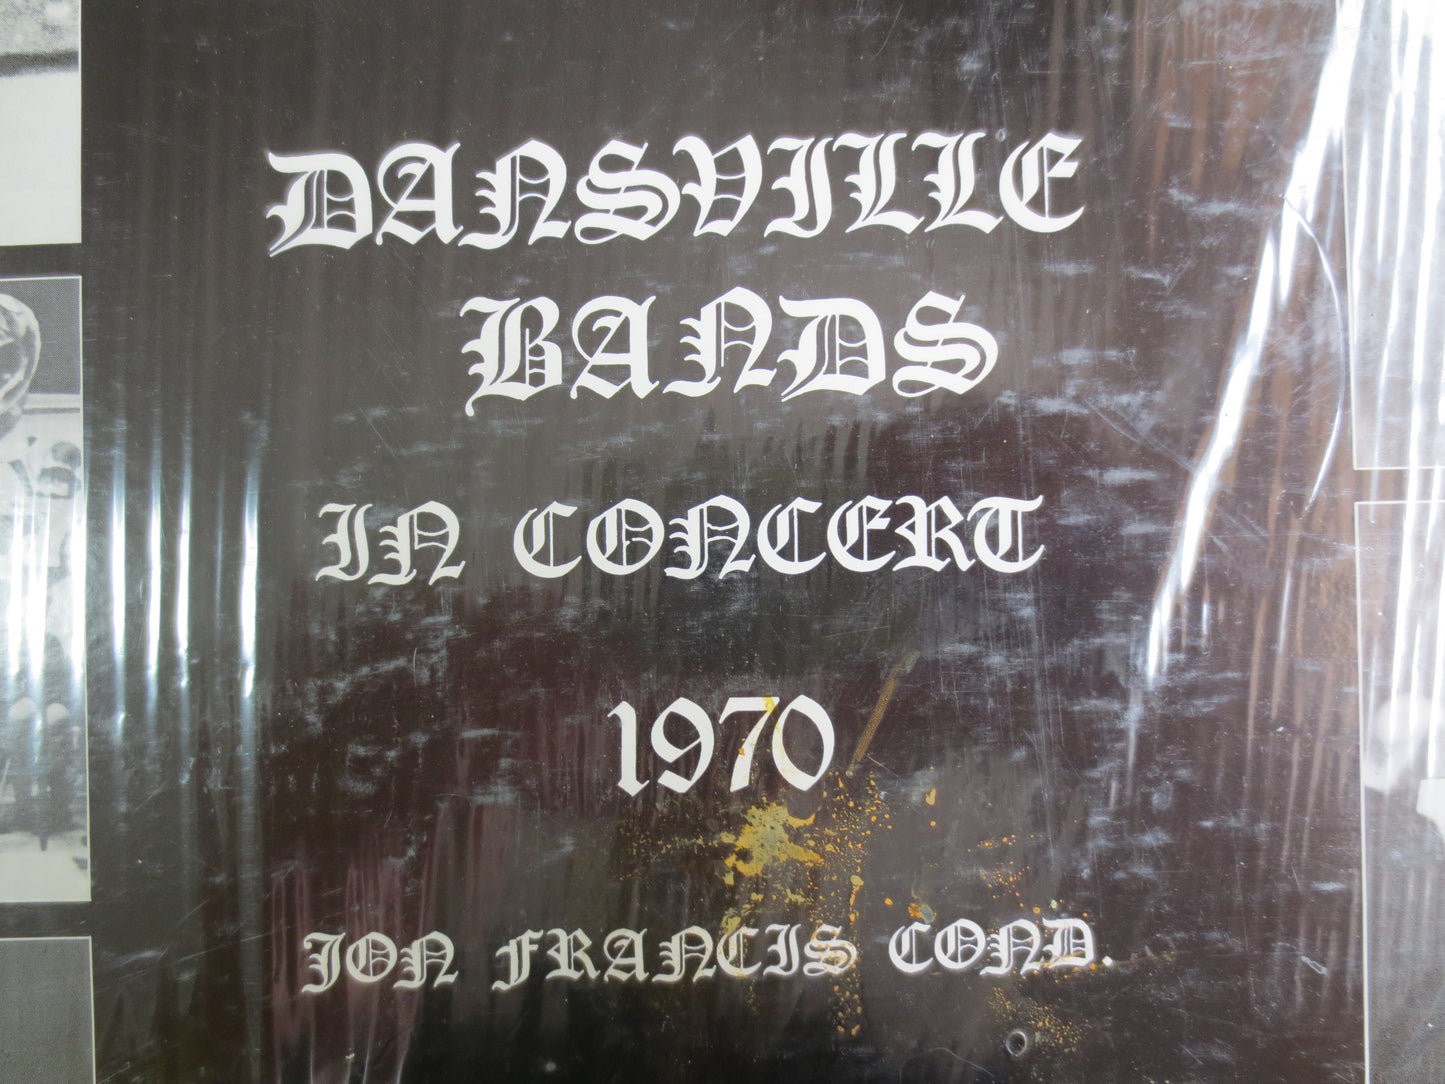 DANSVILLE
BANDS
IN CONCERT
1970
JON FRANCIS COND.